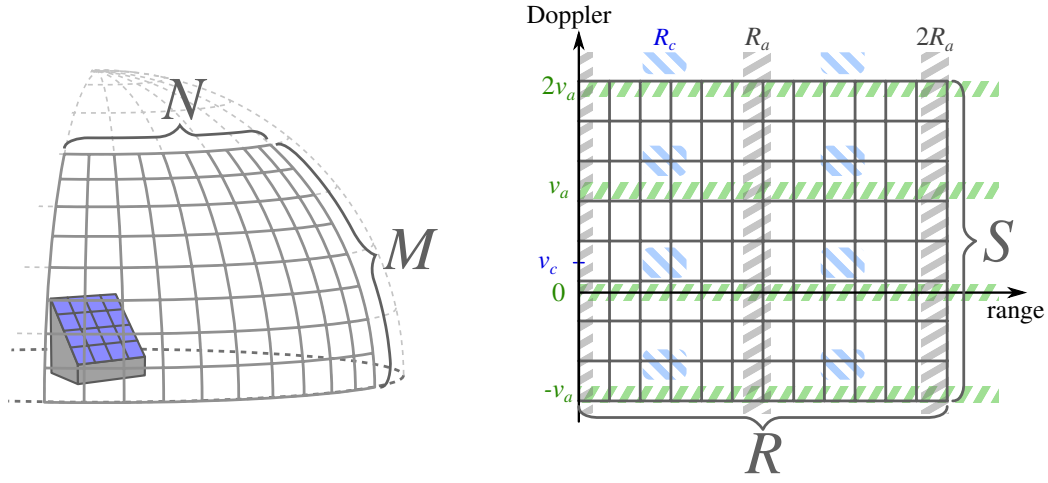 N
M
Doppler
R_c R_a 2R_a
2v_a
v_a
v_c
0
-v_a
S
range
R